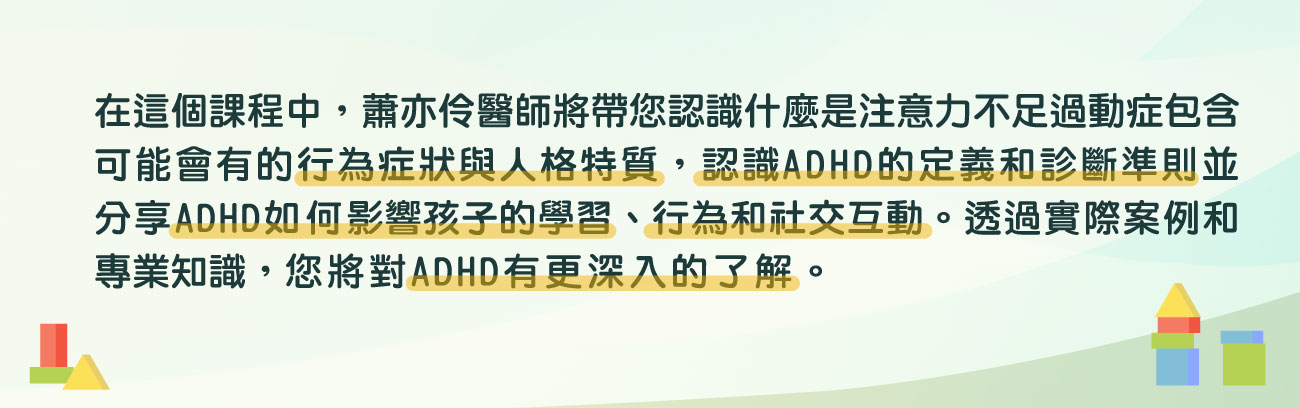 在這個課程中，蕭亦伶醫師將帶您認識什麼是注意力不足過動症包含
可能會有的行為症狀與人格特質，認識ADHD的定義和診斷準則並
分享ADHD如何影響孩子的學習、行為和社交互動。透過實際案例和
專業知識，您將對ADHD有更深入的了解。